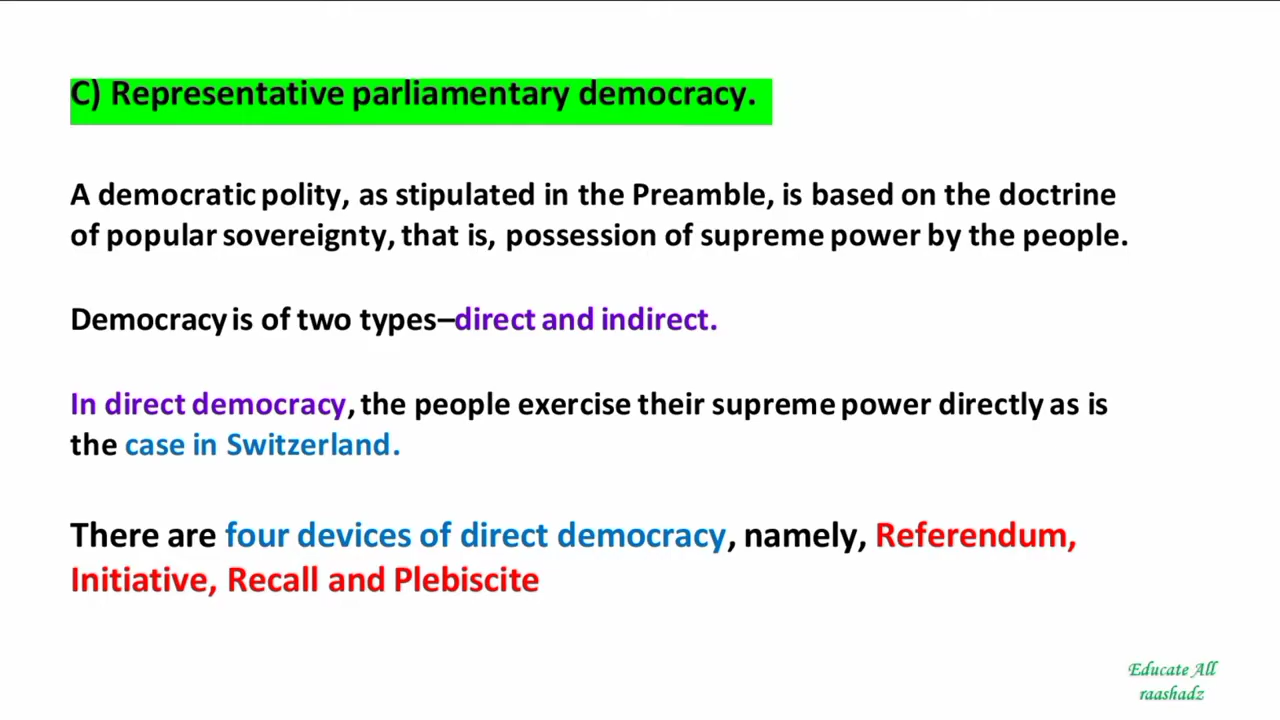 C) Representative parliamentary democracy.
A democratic polity, as stipulated in the Preamble, is based on the doctrine
of popular sovereignty, that is, possession of supreme power by the people.
Democracy is of two types–direct and indirect.
In direct democracy, the people exercise their supreme power directly as is
the case in Switzerland.
There are four devices of direct democracy, namely, Referendum,
Initiative, Recall and Plebiscite
Educate All
raashadz